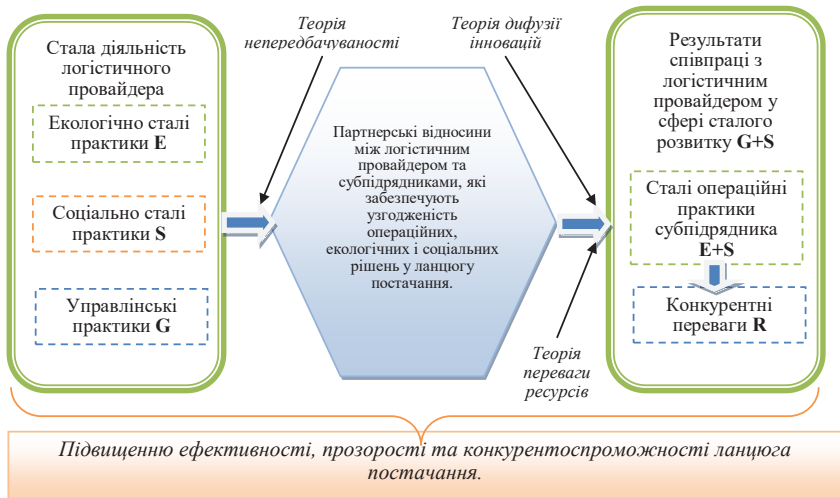 Теорія
непередбачуваності
Теорія дифузії
інновацій
Стала діяльність
логістичного
провайдера
Екологічно сталі
практики E
Соціально сталі
практики S
Управлінські
практики G
Партнерські відносини
між логістичним
провайдером та
субпідрядниками, які
забезпечують
узгодженість
операційних,
екологічних і соціальних
рішень у ланцюгу
постачання.
Результати
співпраці з
логістичним
провайдером у
сфері сталого
розвитку G+S
Сталі операційні
практики
субпідрядника
E+S
Конкурентні
переваги R
Теорія
переваги
ресурсів
Підвищенню ефективності, прозорості та конкурентоспроможності ланцюга
постачання.